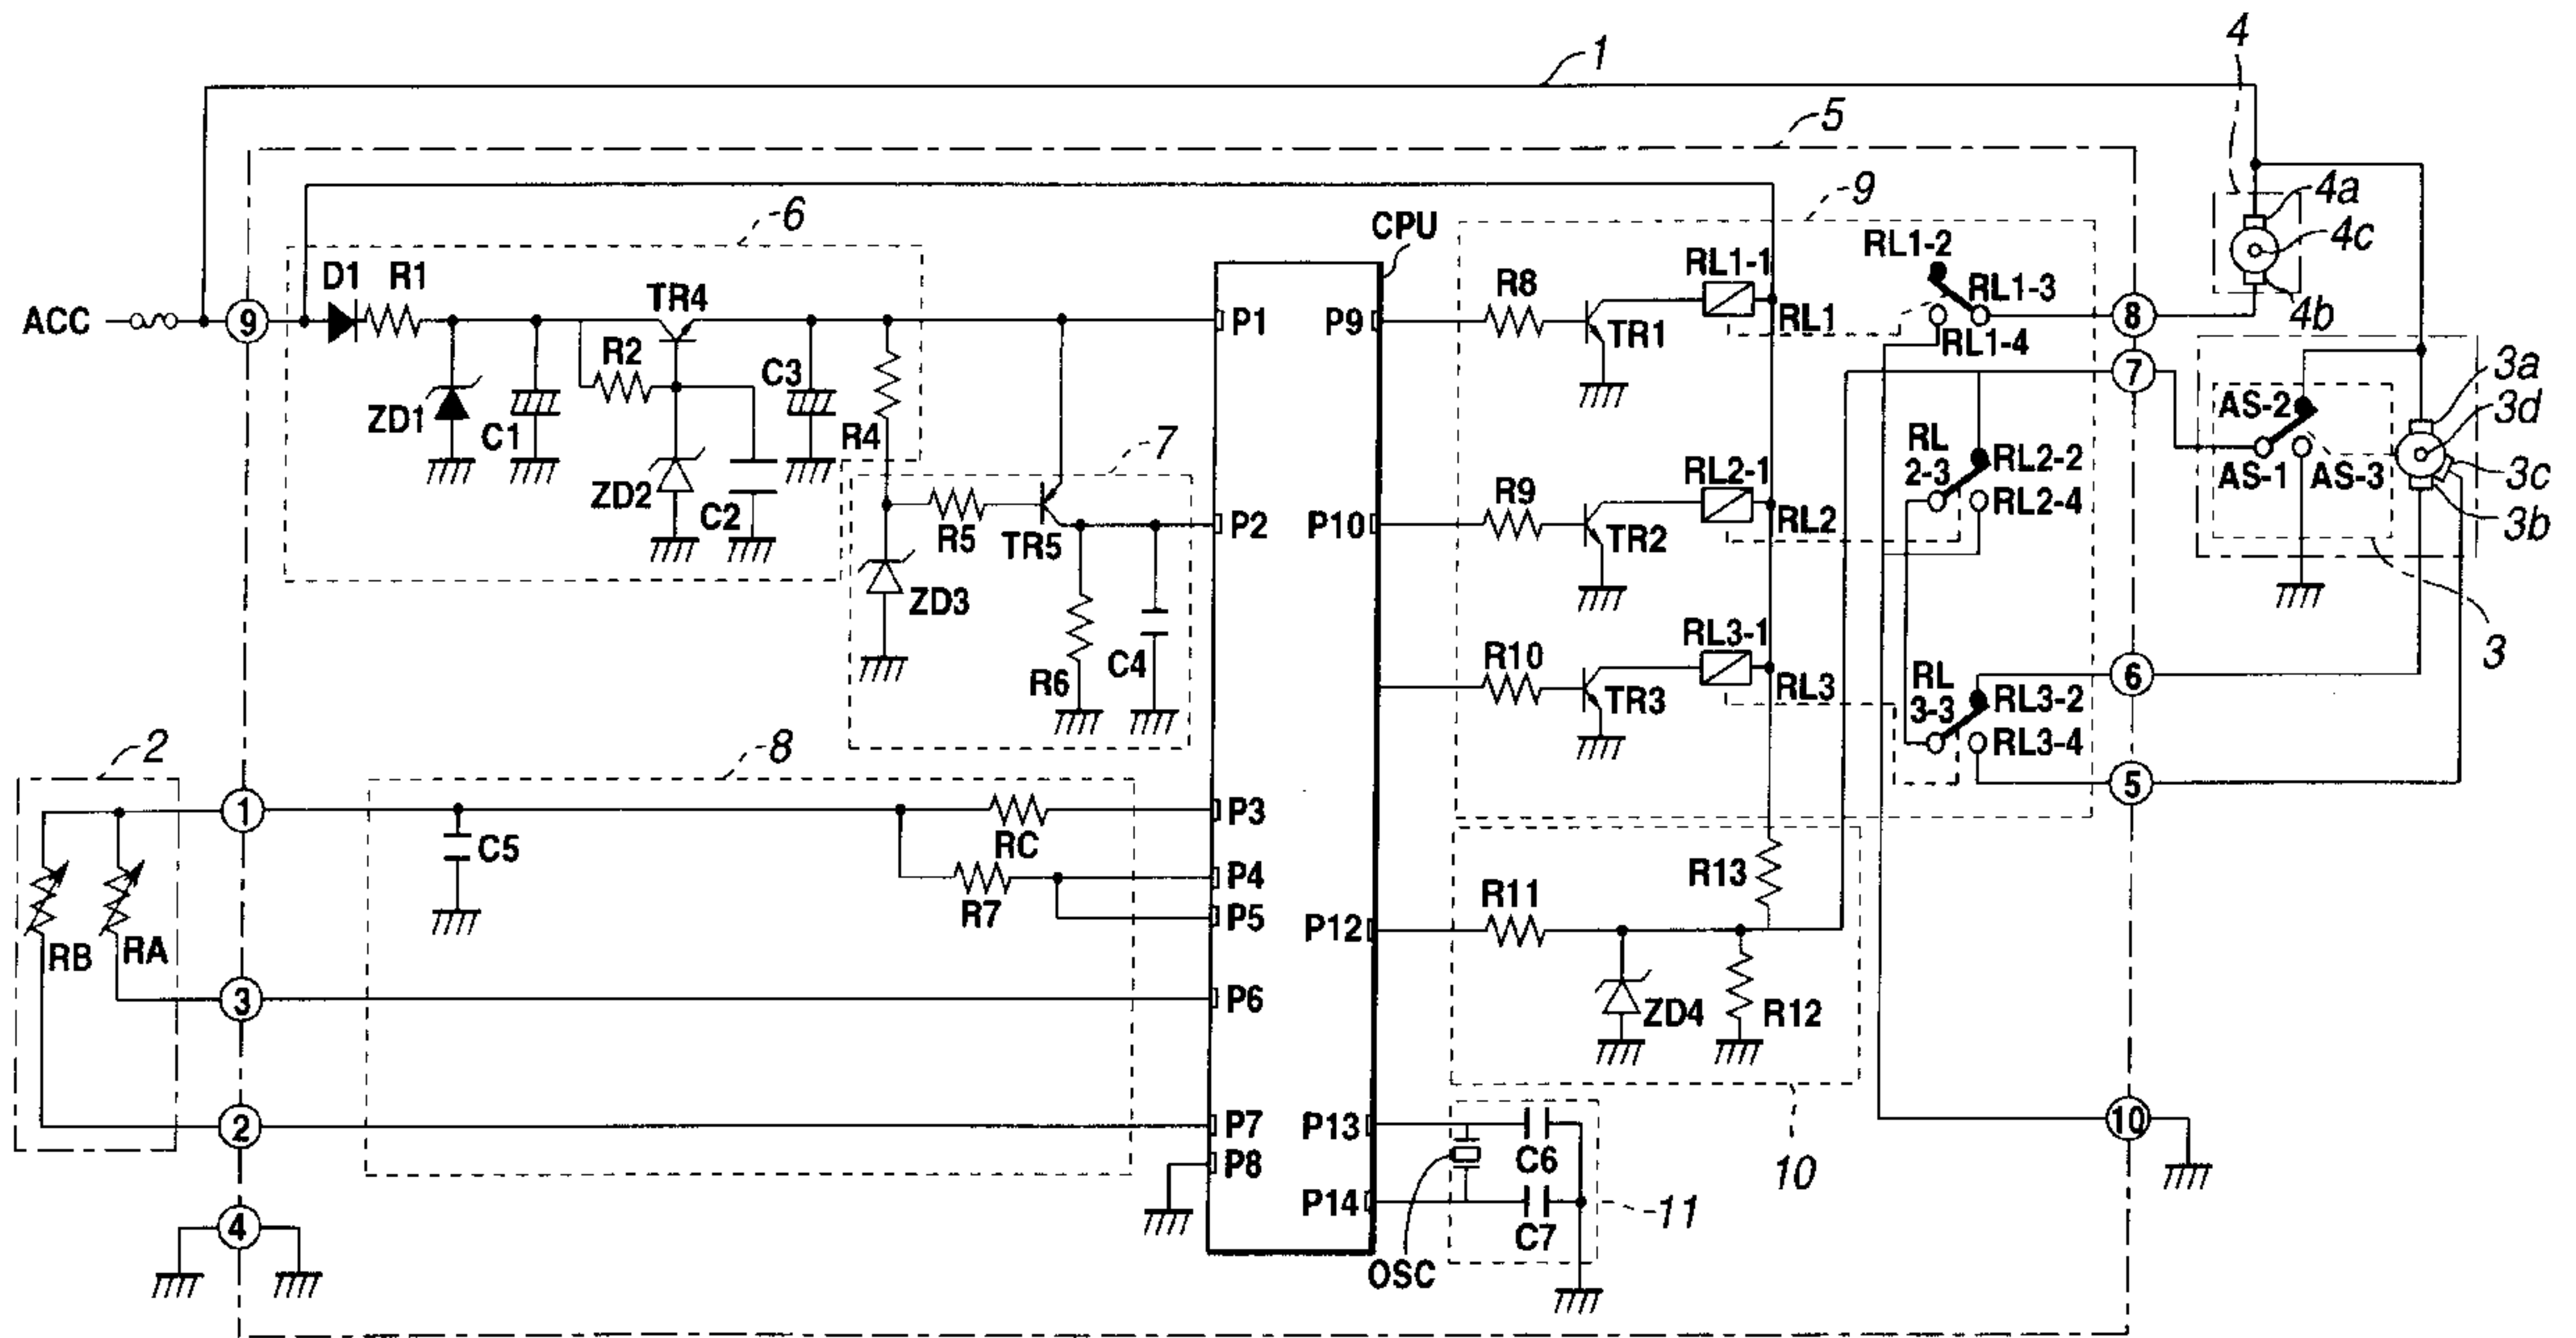 4
1
5
4a
9
6
4c
CPU
RL1-2
RL1-1
D1 R1
R8
RL1-3
TR4
ACC
9
P1
P9
RL1
8
4b
TR1
RL1-4
R2
C3
7
3a
ZD1
AS-2
3d
C1
R4
7
RL
2-3
RL2-2
RL2-1
3c
AS-1
AS-3
ZD2
R9
RL2-4
C2
P2
P10
RL2
3b
R5
TR5
TR2
ZD3
RL3-1
3
R10
C4
R6
6
RL
3-3
RL3-2
RL3
TR3
2
8
RL3-4
5
1
P3
C5
RC
R13
P4
R11
R7
P5
P12
RB
RA
3
P6
ZD4
R12
2
P7
P13
10
C6
P8
10
P14
11
4
C7
OSC